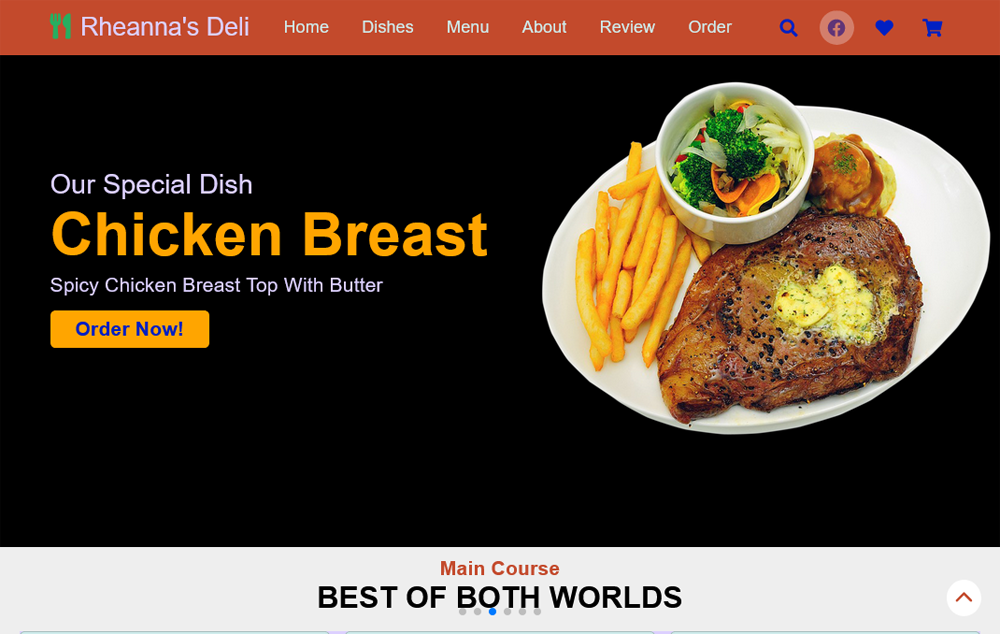 Rheanna's Deli Home Dishes Menu About Review Order
Our Special Dish
Chicken Breast
Spicy Chicken Breast Top With Butter
Order Now!
Main Course
BEST OF BOTH WORLDS